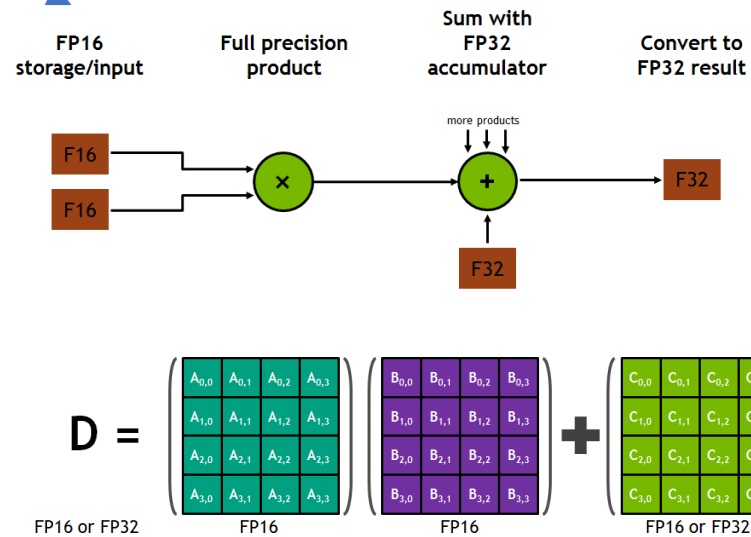 FP16
storage/input
Full precision
product
Sum with
FP32
accumulator
Convert to
FP32 result
more products
F16
F16
×
+
F32
F32
D =
A0,0 A0,1 A0,2 A0,3
A1,0 A1,1 A1,2 A1,3
A2,0 A2,1 A2,2 A2,3
A3,0 A3,1 A3,2 A3,3
B0,0 B0,1 B0,2 B0,3
B1,0 B1,1 B1,2 B1,3
B2,0 B2,1 B2,2 B2,3
B3,0 B3,1 B3,2 B3,3
+
C0,0 C0,1 C0,2
C1,0 C1,1 C1,2
C2,0 C2,1 C2,2
C3,0 C3,1 C3,2
FP16 or FP32
FP16
FP16
FP16 or FP32